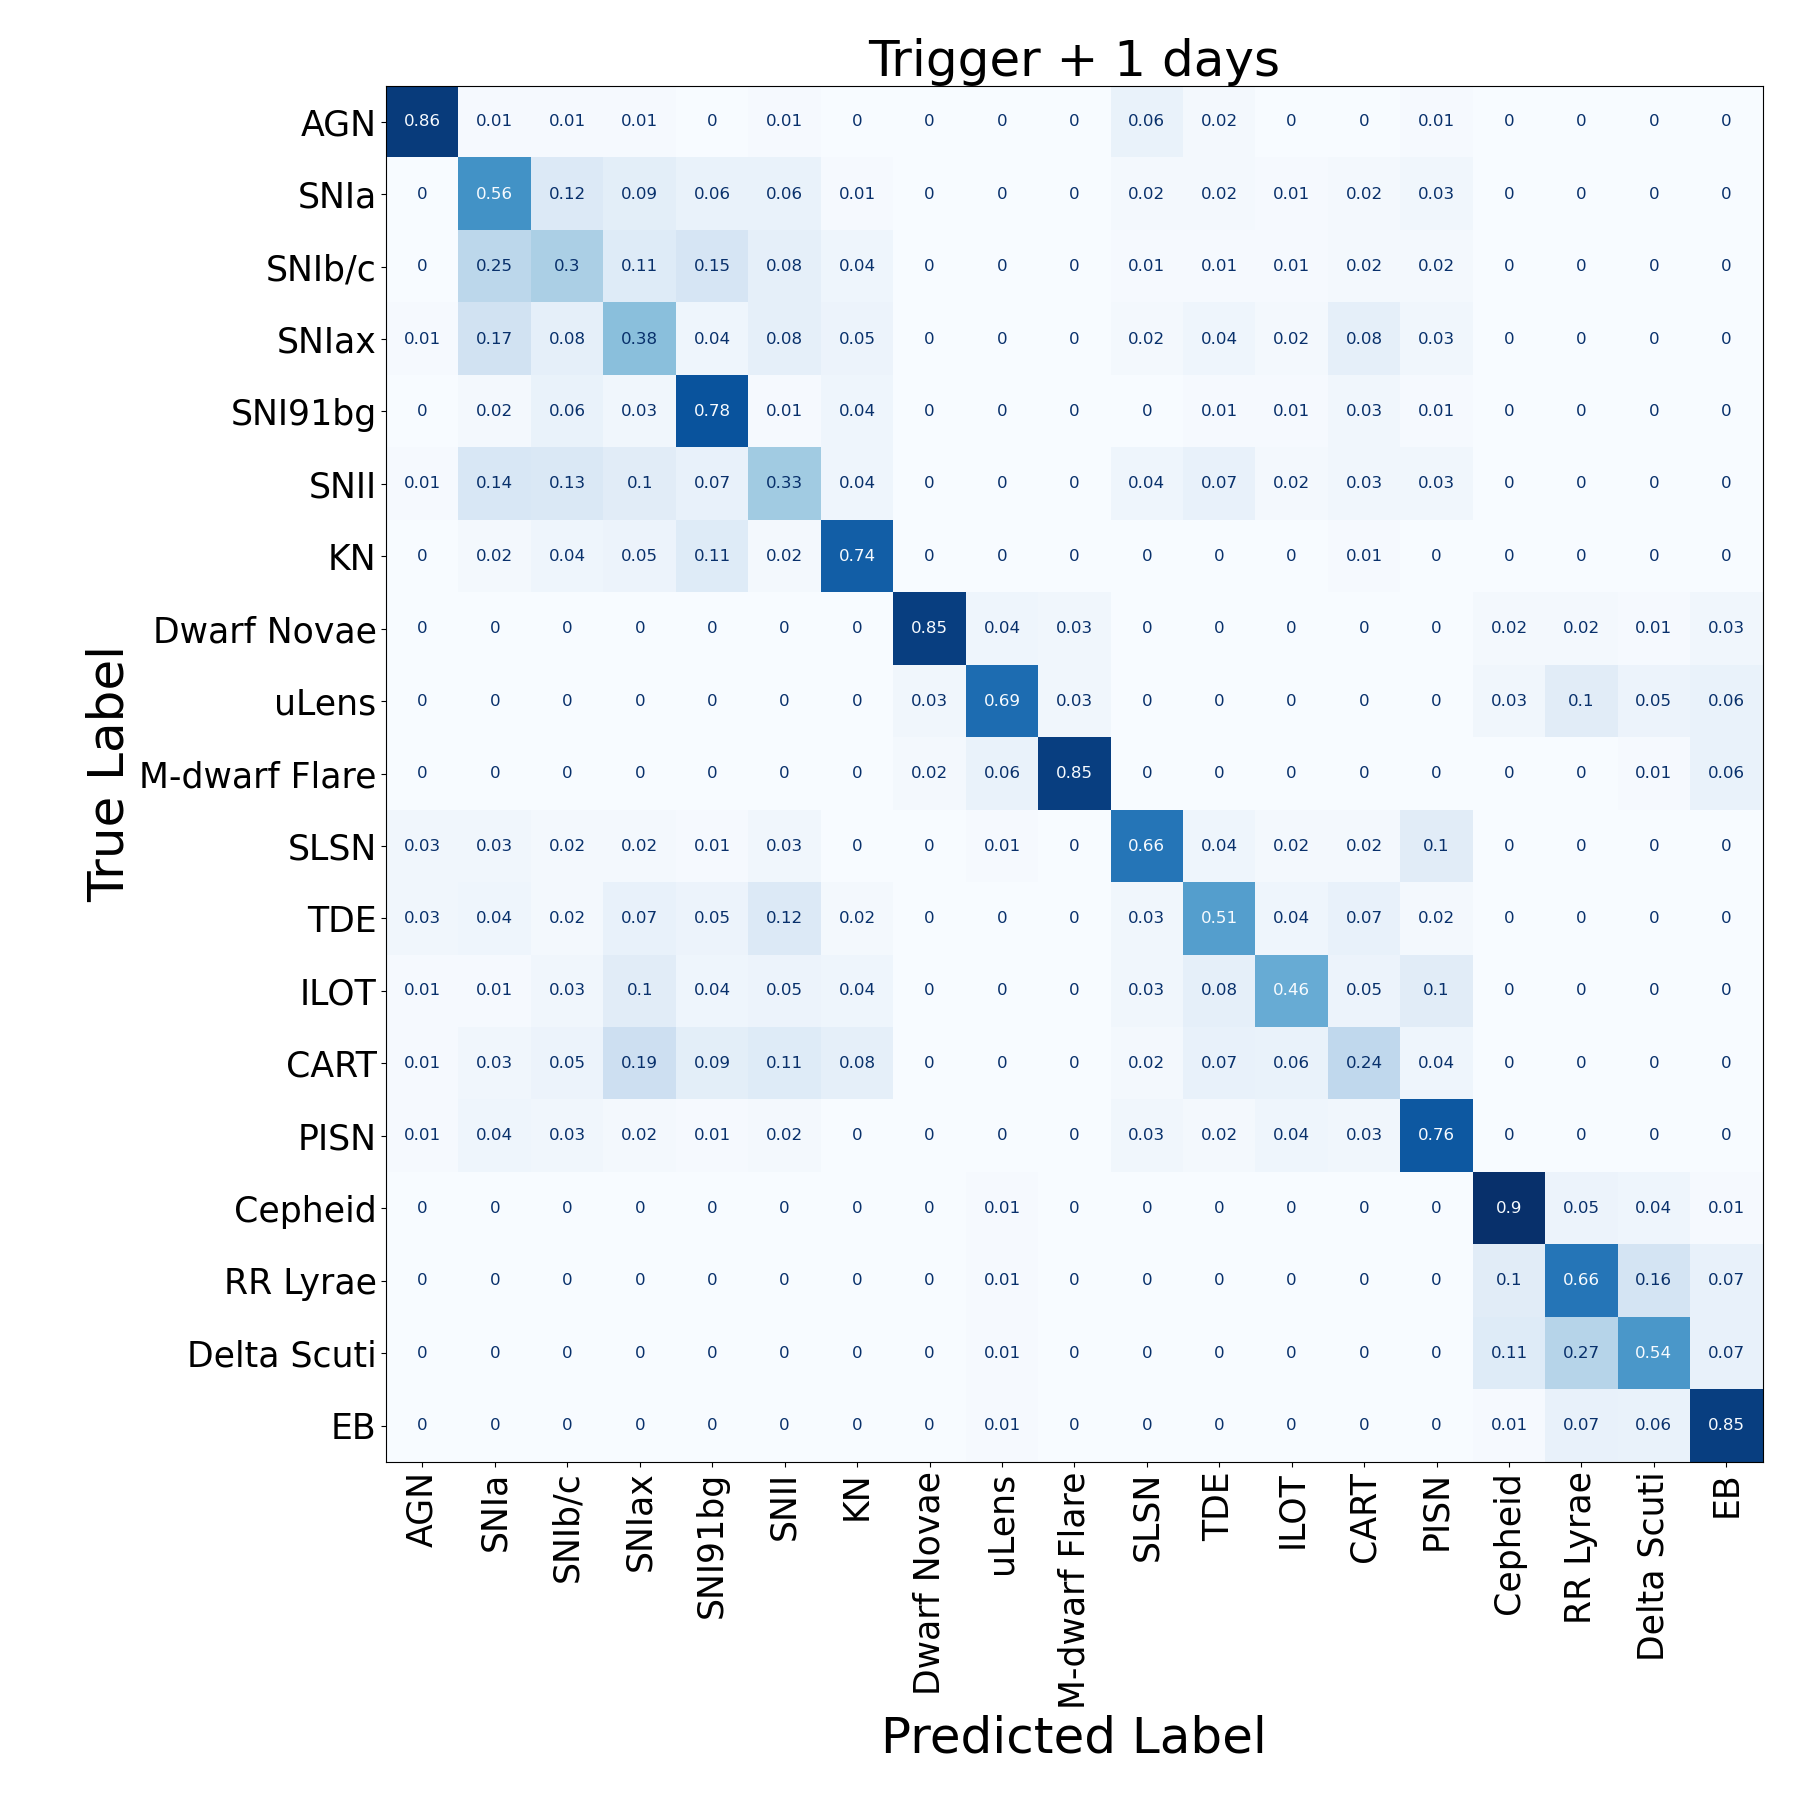 Trigger + 1 days
AGN 0.86 0.01 0.01 0.01 0 0.01 0 0 0 0 0.06 0.02 0 0 0.01 0 0 0 0
SNIa 0 0.56 0.12 0.09 0.06 0.06 0.01 0 0 0 0.02 0.02 0.01 0.02 0.03 0 0 0 0
SNIb/c 0 0.25 0.3 0.11 0.15 0.08 0.04 0 0 0 0.01 0.01 0.01 0.02 0.02 0 0 0 0
SNIax 0.01 0.17 0.08 0.38 0.04 0.08 0.05 0 0 0 0.02 0.04 0.02 0.08 0.03 0 0 0 0
SNI91bg 0 0.02 0.06 0.03 0.78 0.01 0.04 0 0 0 0 0.01 0.01 0.03 0.01 0 0 0 0
SNII 0.01 0.14 0.13 0.1 0.07 0.33 0.04 0 0 0 0.04 0.07 0.02 0.03 0.03 0 0 0 0
KN 0 0.02 0.04 0.05 0.11 0.02 0.74 0 0 0 0 0 0 0.01 0 0 0 0 0
Dwarf Novae 0 0 0 0 0 0 0 0.85 0.04 0.03 0 0 0 0 0 0.02 0.02 0.01 0.03
uLens 0 0 0 0 0 0 0 0.03 0.69 0.03 0 0 0 0 0 0.03 0.1 0.05 0.06
M-dwarf Flare 0 0 0 0 0 0 0 0.02 0.06 0.85 0 0 0 0 0 0 0 0.01 0.06
SLSN 0.03 0.03 0.02 0.02 0.01 0.03 0 0 0.01 0 0.66 0.04 0.02 0.02 0.1 0 0 0 0
TDE 0.03 0.04 0.02 0.07 0.05 0.12 0.02 0 0 0 0.03 0.51 0.04 0.07 0.02 0 0 0 0
ILOT 0.01 0.01 0.03 0.1 0.04 0.05 0.04 0 0 0 0.03 0.08 0.46 0.05 0.1 0 0 0 0
CART 0.01 0.03 0.05 0.19 0.09 0.11 0.08 0 0 0 0.02 0.07 0.06 0.24 0.04 0 0 0 0
PISN 0.01 0.04 0.03 0.02 0.01 0.02 0 0 0 0 0.03 0.02 0.04 0.03 0.76 0 0 0 0
Cepheid 0 0 0 0 0 0 0 0 0.01 0 0 0 0 0 0 0.9 0.05 0.04 0.01
RR Lyrae 0 0 0 0 0 0 0 0 0.01 0 0 0 0 0 0 0.1 0.66 0.16 0.07
Delta Scuti 0 0 0 0 0 0 0 0 0.01 0 0 0 0 0 0 0.11 0.27 0.54 0.07
EB 0 0 0 0 0 0 0 0 0.01 0 0 0 0 0 0 0.01 0.07 0.06 0.85
True Label
AGN
SNIa
SNIb/c
SNIax
SNI91bg
SNII
KN
Dwarf Novae
uLens
M-dwarf Flare
SLSN
TDE
ILOT
CART
PISN
Cepheid
RR Lyrae
Delta Scuti
EB
Predicted Label